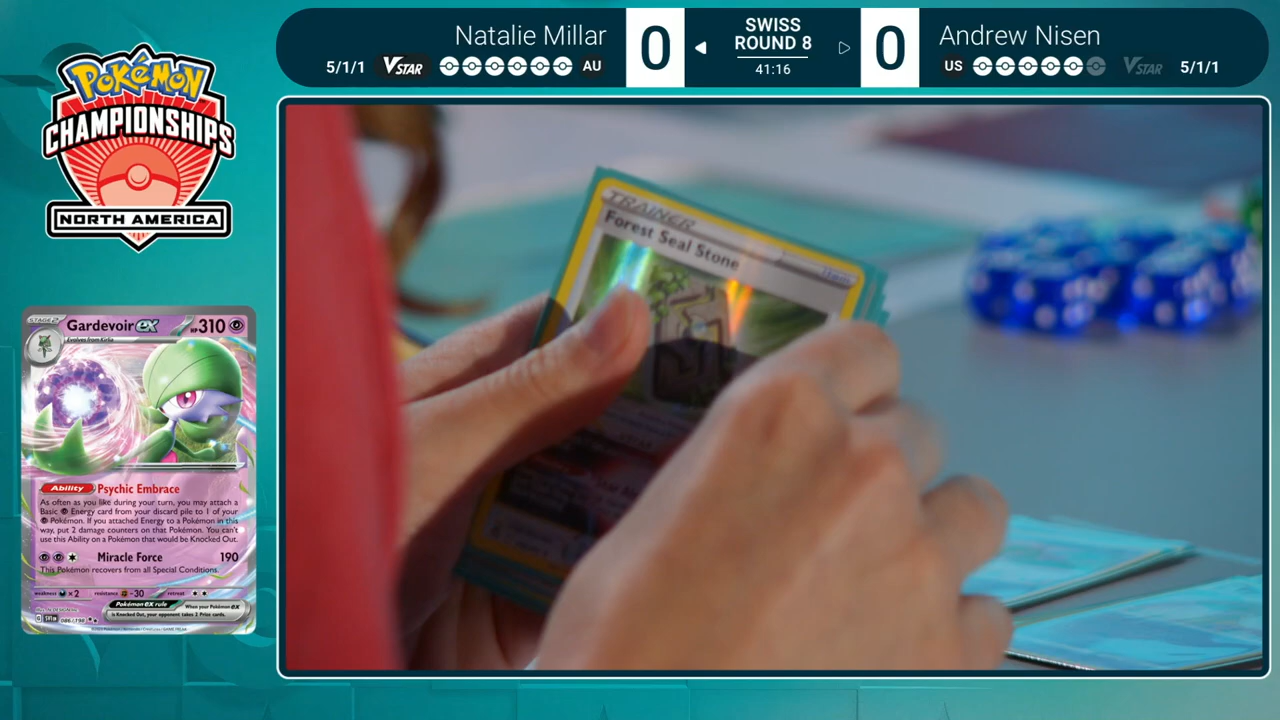 Natalie Millar
0
SWISS
ROUND 8
41:16
0
Andrew Nisen
5/1/1
VSTAR
AU
US
VSTAR
5/1/1
Pokémon
CHAMPIONSHIPS
NORTH AMERICA
TRAINER
Forest Seal Stone
Item
STAGE 2
Gardevoir ex
HP 310
Evolves from Kirlia
Ability Psychic Embrace
As often as you like during your turn, you may attach a
Basic Energy card from your discard pile to 1 of your
Pokémon. If you attached Energy to a Pokémon in this
way, put 2 damage counters on that Pokémon. You can't
use this Ability on a Pokémon that would be Knocked Out.
Miracle Force 190
This Pokémon recovers from all Special Conditions.
weakness ×2 resistance -30 retreat
Pokémon ex rule
When your Pokémon ex
is Knocked Out, your opponent takes 2 Prize cards.
086/198